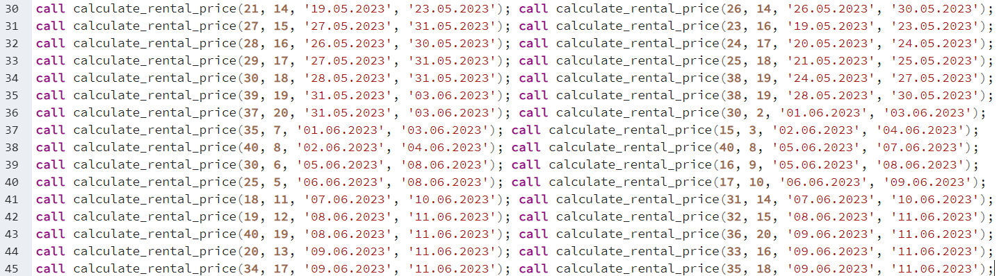 30 call calculate_rental_price(21, 14, '19.05.2023', '23.05.2023'); call calculate_rental_price(26, 14, '26.05.2023', '30.05.2023');
31 call calculate_rental_price(27, 15, '27.05.2023', '31.05.2023'); call calculate_rental_price(23, 16, '19.05.2023', '23.05.2023');
32 call calculate_rental_price(28, 16, '26.05.2023', '30.05.2023'); call calculate_rental_price(24, 17, '20.05.2023', '24.05.2023');
33 call calculate_rental_price(29, 17, '27.05.2023', '31.05.2023'); call calculate_rental_price(25, 18, '21.05.2023', '25.05.2023');
34 call calculate_rental_price(30, 18, '28.05.2023', '31.05.2023'); call calculate_rental_price(38, 19, '24.05.2023', '27.05.2023');
35 call calculate_rental_price(39, 19, '31.05.2023', '03.06.2023'); call calculate_rental_price(38, 19, '28.05.2023', '30.05.2023');
36 call calculate_rental_price(37, 20, '31.05.2023', '03.06.2023'); call calculate_rental_price(30, 2, '01.06.2023', '03.06.2023');
37 call calculate_rental_price(35, 7, '01.06.2023', '03.06.2023'); call calculate_rental_price(15, 3, '02.06.2023', '04.06.2023');
38 call calculate_rental_price(40, 8, '02.06.2023', '04.06.2023'); call calculate_rental_price(40, 8, '05.06.2023', '07.06.2023');
39 call calculate_rental_price(30, 6, '05.06.2023', '08.06.2023'); call calculate_rental_price(16, 9, '05.06.2023', '08.06.2023');
40 call calculate_rental_price(25, 5, '06.06.2023', '08.06.2023'); call calculate_rental_price(17, 10, '06.06.2023', '09.06.2023');
41 call calculate_rental_price(18, 11, '07.06.2023', '10.06.2023'); call calculate_rental_price(31, 14, '07.06.2023', '10.06.2023');
42 call calculate_rental_price(19, 12, '08.06.2023', '11.06.2023'); call calculate_rental_price(32, 15, '08.06.2023', '11.06.2023');
43 call calculate_rental_price(40, 19, '08.06.2023', '11.06.2023'); call calculate_rental_price(36, 20, '09.06.2023', '11.06.2023');
44 call calculate_rental_price(20, 13, '09.06.2023', '11.06.2023'); call calculate_rental_price(33, 16, '09.06.2023', '11.06.2023');
45 call calculate_rental_price(34, 17, '09.06.2023', '11.06.2023'); call calculate_rental_price(35, 18, '09.06.2023', '11.06.2023');